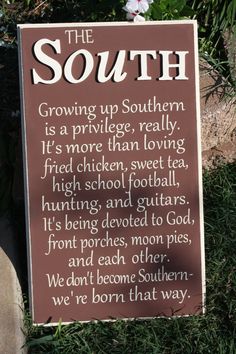 THE
SOUTH
Growing up Southern
is a privilege, really.
It's more than loving
fried chicken, sweet tea,
high school football,
hunting, and guitars.
It's being devoted to God,
front porches, moon pies,
and each other.
We don't become Southern-
we're born that way.